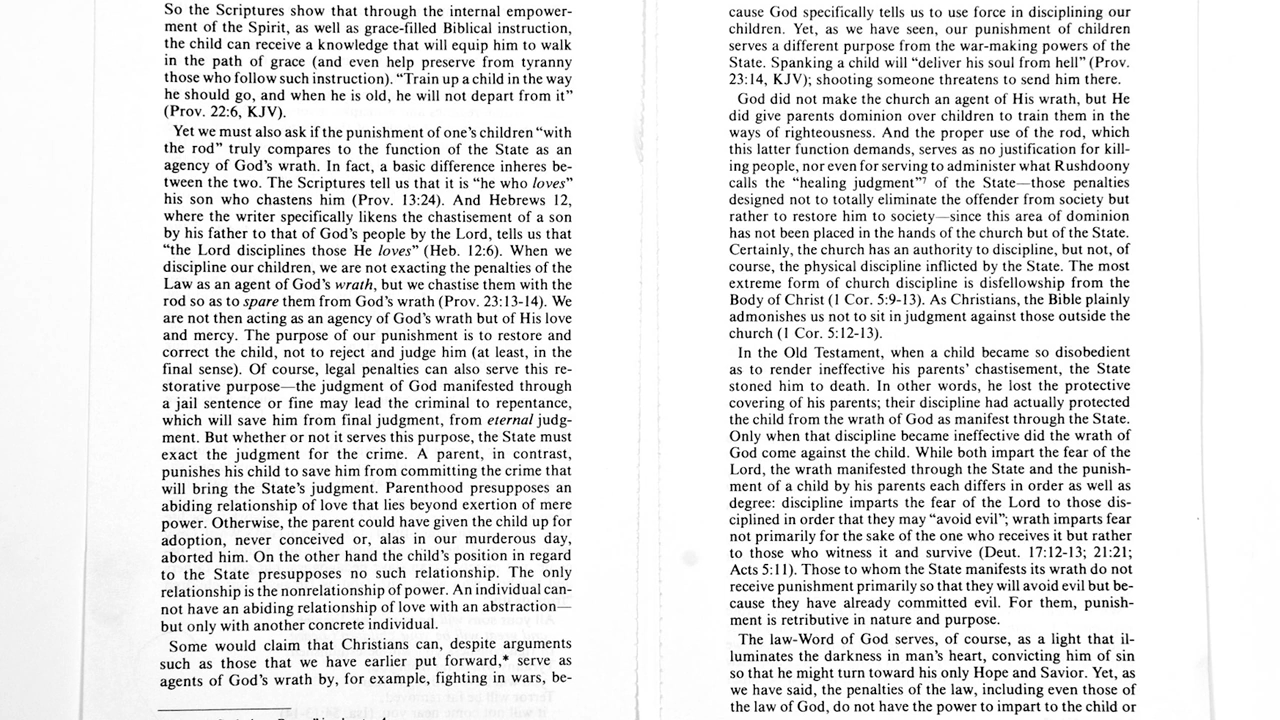 So the Scriptures show that through the internal empower-
ment of the Spirit, as well as grace-filled Biblical instruction,
the child can receive a knowledge that will equip him to walk
in the path of grace (and even help preserve from tyranny
those who follow such instruction). “Train up a child in the way
he should go, and when he is old, he will not depart from it”
(Prov. 22:6, KJV).
Yet we must also ask if the punishment of one’s children “with
the rod” truly compares to the function of the State as an
agency of God’s wrath. In fact, a basic difference inheres be-
tween the two. The Scriptures tell us that it is “he who loves”
his son who chastens him (Prov. 13:24). And Hebrews 12,
where the writer specifically likens the chastisement of a son
by his father to that of God’s people by the Lord, tells us that
“the Lord disciplines those He loves” (Heb. 12:6). When we
discipline our children, we are not exacting the penalties of the
Law as an agent of God’s wrath, but we chastise them with the
rod so as to spare them from God’s wrath (Prov. 23:13-14). We
are not then acting as an agency of God’s wrath but of His love
and mercy. The purpose of our punishment is to restore and
correct the child, not to reject and judge him (at least, in the
final sense). Of course, legal penalties can also serve this re-
storative purpose—the judgment of God manifested through
a jail sentence or fine may lead the criminal to repentance,
which will save him from final judgment, from eternal judg-
ment. But whether or not it serves this purpose, the State must
exact the judgment for the crime. A parent, in contrast,
punishes his child to save him from committing the crime that
will bring the State’s judgment. Parenthood presupposes an
abiding relationship of love that lies beyond exertion of mere
power. Otherwise, the parent could have given the child up for
adoption, never conceived or, alas in our murderous day,
aborted him. On the other hand the child’s position in regard
to the State presupposes no such relationship. The only
relationship is the nonrelationship of power. An individual can-
not have an abiding relationship of love with an abstraction—
but only with another concrete individual.
Some would claim that Christians can, despite arguments
such as those that we have earlier put forward,* serve as
agents of God’s wrath by, for example, fighting in wars, be-
cause God specifically tells us to use force in disciplining our
children. Yet, as we have seen, our punishment of children
serves a different purpose from the war-making powers of the
State. Spanking a child will “deliver his soul from hell” (Prov.
23:14, KJV); shooting someone threatens to send him there.
God did not make the church an agent of His wrath, but He
did give parents dominion over children to train them in the
ways of righteousness. And the proper use of the rod, which
this latter function demands, serves as no justification for kill-
ing people, nor even for serving to administer what Rushdoony
calls the “healing judgment”⁷ of the State—those penalties
designed not to totally eliminate the offender from society but
rather to restore him to society—since this area of dominion
has not been placed in the hands of the church but of the State.
Certainly, the church has an authority to discipline, but not, of
course, the physical discipline inflicted by the State. The most
extreme form of church discipline is disfellowship from the
Body of Christ (1 Cor. 5:9-13). As Christians, the Bible plainly
admonishes us not to sit in judgment against those outside the
church (1 Cor. 5:12-13).
In the Old Testament, when a child became so disobedient
as to render ineffective his parents’ chastisement, the State
stoned him to death. In other words, he lost the protective
covering of his parents; their discipline had actually protected
the child from the wrath of God as manifest through the State.
Only when that discipline became ineffective did the wrath of
God come against the child. While both impart the fear of the
Lord, the wrath manifested through the State and the punish-
ment of a child by his parents each differs in order as well as
degree: discipline imparts the fear of the Lord to those dis-
ciplined in order that they may “avoid evil”; wrath imparts fear
not primarily for the sake of the one who receives it but rather
to those who witness it and survive (Deut. 17:12-13; 21:21;
Acts 5:11). Those to whom the State manifests its wrath do not
receive punishment primarily so that they will avoid evil but be-
cause they have already committed evil. For them, punish-
ment is retributive in nature and purpose.
The law-Word of God serves, of course, as a light that il-
luminates the darkness in man’s heart, convicting him of sin
so that he might turn toward his only Hope and Savior. Yet, as
we have said, the penalties of the law, including even those of
the law of God, do not have the power to impart to the child or